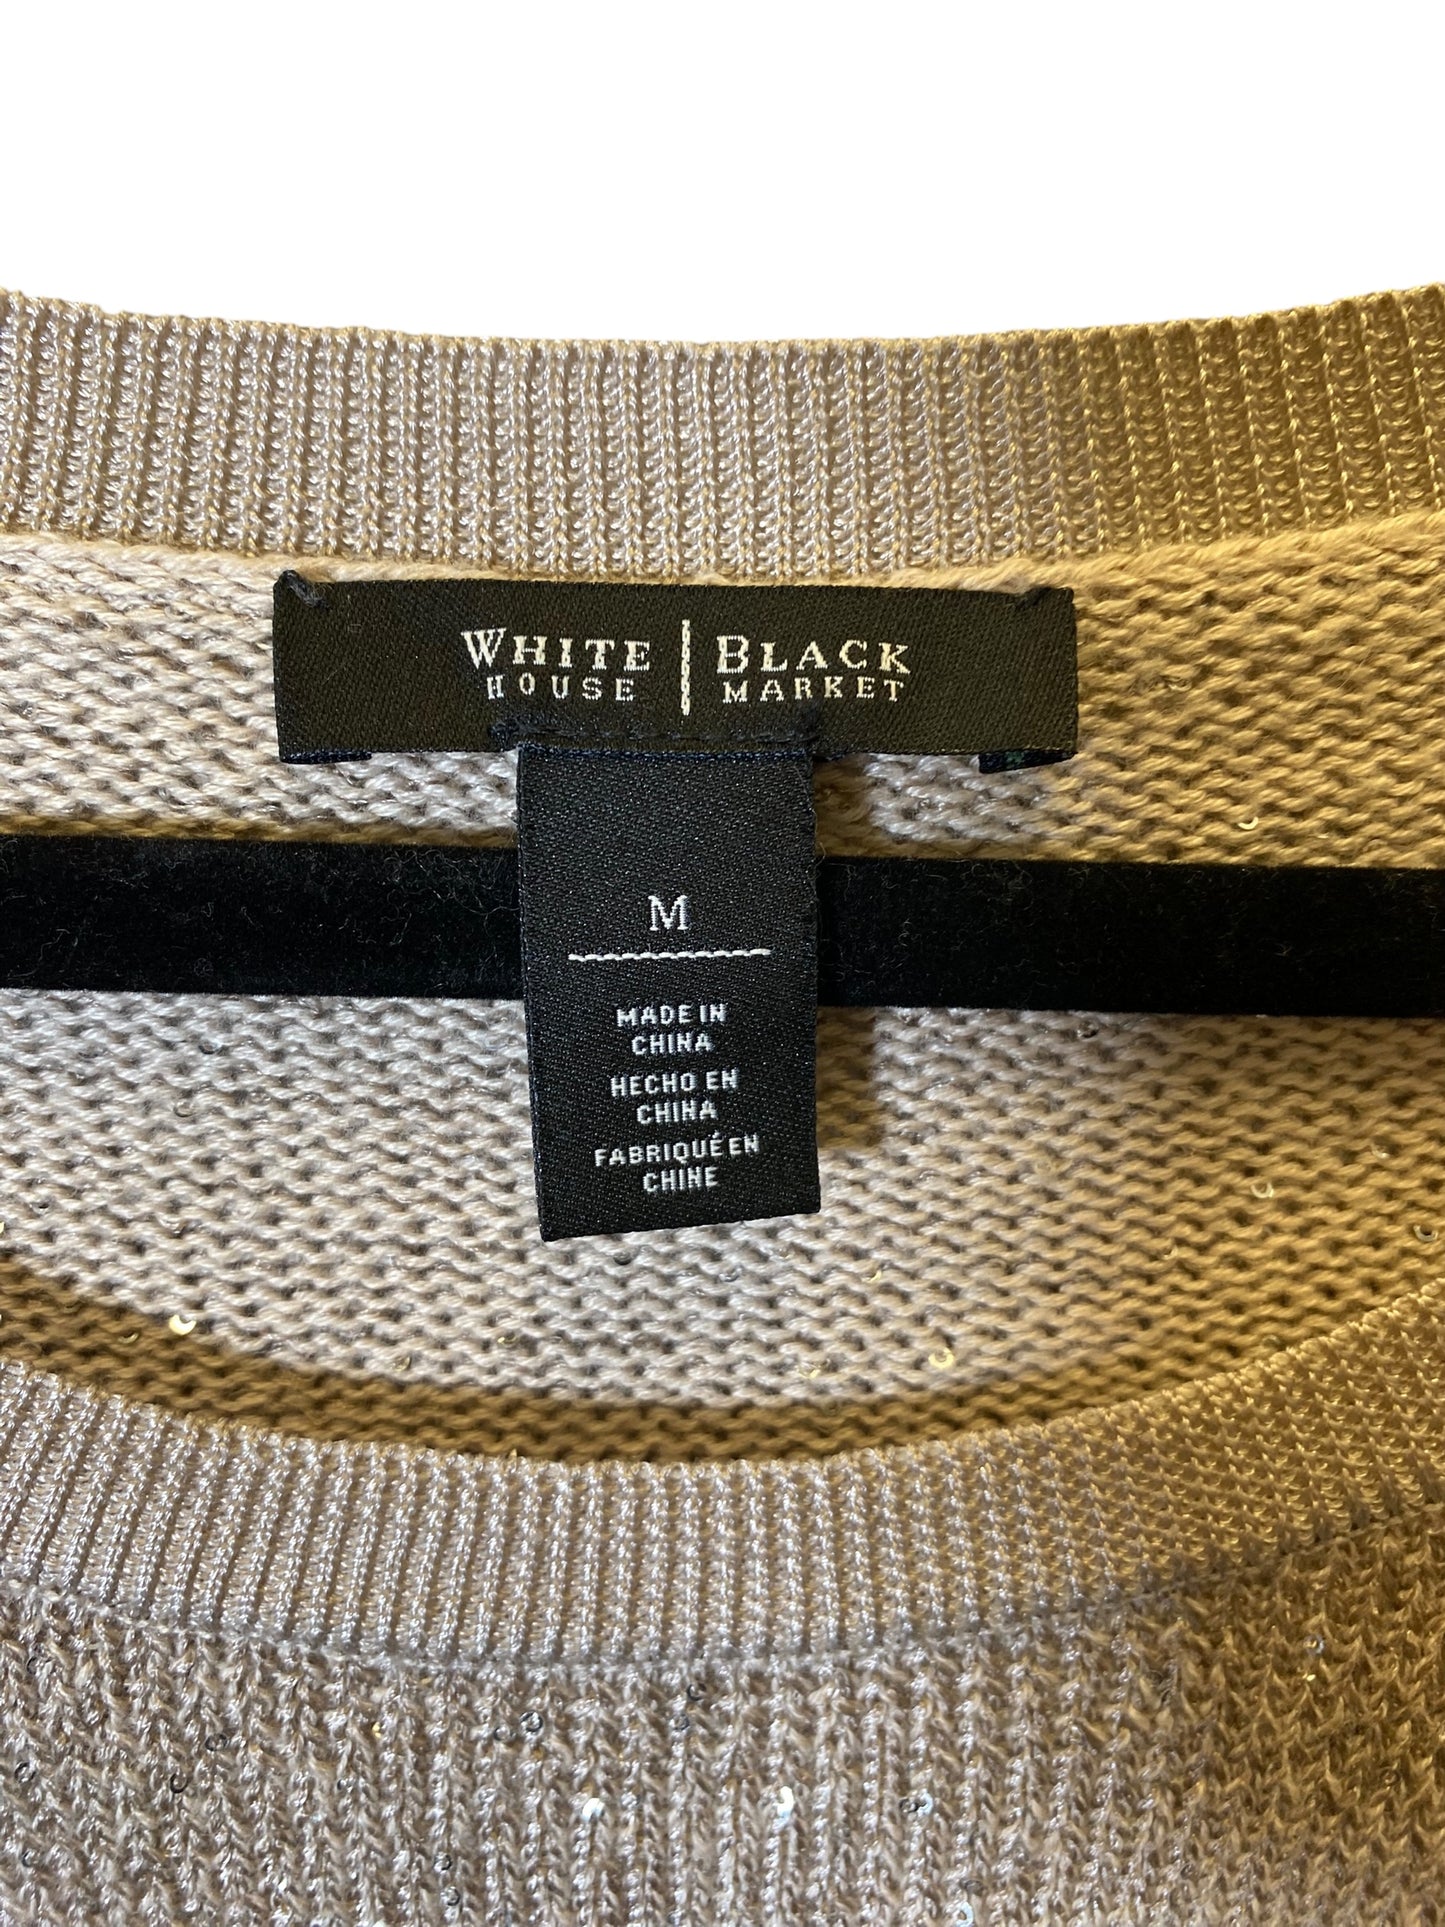 WHITE | BLACK
HOUSE | MARKET
M
MADE IN
CHINA
HECHO EN
CHINA
FABRIQUÉ EN
CHINE